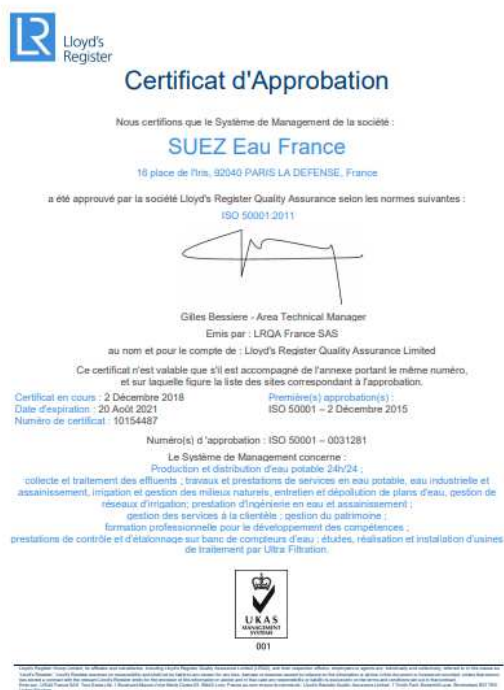 LR
Lloyd's
Register
Certificat d'Approbation
Nous certifions que le Système de Management de la société :
SUEZ Eau France
16 place de l'Iris, 92040 PARIS LA DEFENSE, France
a été approuvé par la société Lloyd's Register Quality Assurance selon les normes suivantes :
ISO 50001:2011
Gilles Bessiere - Area Technical Manager
Emis par : LRQA France SAS
au nom et pour le compte de : Lloyd's Register Quality Assurance Limited
Ce certificat n'est valable que s'il est accompagné de l'annexe portant le même numéro,
et sur laquelle figure la liste des sites correspondant à l'approbation.
Certificat en cours : 2 Décembre 2018
Date d'expiration : 20 Août 2021
Numéro de certificat : 10154487
Première(s) approbation(s) :
ISO 50001 – 2 Décembre 2015
Numéro(s) d'approbation : ISO 50001 – 0031281
Le Système de Management concerne :
Production et distribution d'eau potable 24h/24 ;
collecte et traitement des effluents ; travaux et prestations de services en eau potable, eau industrielle et
assainissement, irrigation et gestion des milieux naturels, entretien et dépollution de plans d'eau, gestion de
réseaux d'irrigation; prestation d'ingénierie en eau et assainissement ;
gestion des services à la clientèle ; gestion du patrimoine ;
formation professionnelle pour le développement des compétences ;
prestations de contrôle et d'étalonnage sur banc de compteurs d'eau ; études, réalisation et installation d'usines
de traitement par Ultra Filtration.
UKAS
MANAGEMENT
SYSTEMS
001